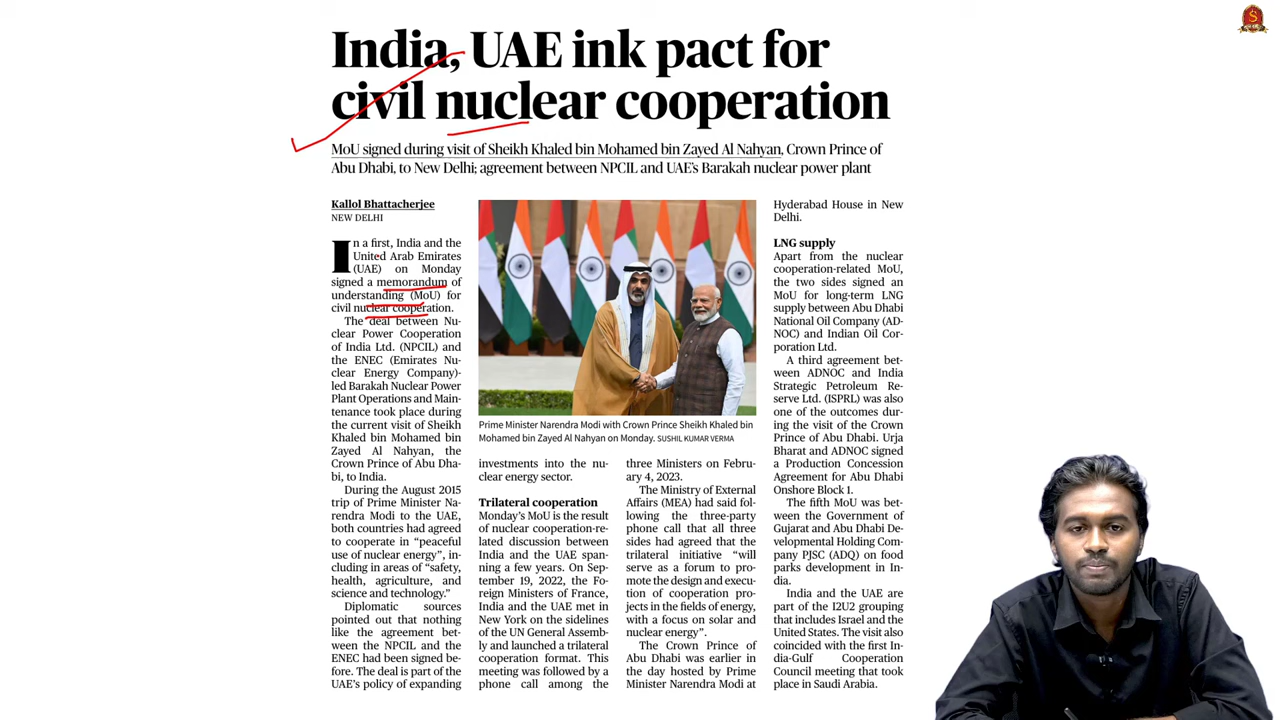 India, UAE ink pact for
civil nuclear cooperation
MoU signed during visit of Sheikh Khaled bin Mohamed bin Zayed Al Nahyan, Crown Prince of
Abu Dhabi, to New Delhi; agreement between NPCIL and UAE’s Barakah nuclear power plant
Kallol Bhattacherjee
NEW DELHI
In a first, India and the
United Arab Emirates
(UAE) on Monday
signed a memorandum of
understanding (MoU) for
civil nuclear cooperation.
The deal between Nu-
clear Power Cooperation
of India Ltd. (NPCIL) and
the ENEC (Emirates Nu-
clear Energy Company)-
led Barakah Nuclear Power
Plant Operations and Main-
tenance took place during
the current visit of Sheikh
Khaled bin Mohamed bin
Zayed Al Nahyan, the
Crown Prince of Abu Dha-
bi, to India.
During the August 2015
trip of Prime Minister Na-
rendra Modi to the UAE,
both countries had agreed
to cooperate in “peaceful
use of nuclear energy”, in-
cluding in areas of “safety,
health, agriculture, and
science and technology.”
Diplomatic sources
pointed out that nothing
like the agreement bet-
ween the NPCIL and the
ENEC had been signed be-
fore. The deal is part of the
UAE’s policy of expanding
Prime Minister Narendra Modi with Crown Prince Sheikh Khaled bin
Mohamed bin Zayed Al Nahyan on Monday. SUSHIL KUMAR VERMA
investments into the nu-
clear energy sector.
Trilateral cooperation
Monday’s MoU is the result
of nuclear cooperation-re-
lated discussion between
India and the UAE span-
ning a few years. On Sep-
tember 19, 2022, the Fo-
reign Ministers of France,
India and the UAE met in
New York on the sidelines
of the UN General Assemb-
ly and launched a trilateral
cooperation format. This
meeting was followed by a
phone call among the
three Ministers on Febru-
ary 4, 2023.
The Ministry of External
Affairs (MEA) had said fol-
lowing the three-party
phone call that all three
sides had agreed that the
trilateral initiative “will
serve as a forum to pro-
mote the design and execu-
tion of cooperation pro-
jects in the fields of energy,
with a focus on solar and
nuclear energy”.
The Crown Prince of
Abu Dhabi was earlier in
the day hosted by Prime
Minister Narendra Modi at
Hyderabad House in New
Delhi.
LNG supply
Apart from the nuclear
cooperation-related MoU,
the two sides signed an
MoU for long-term LNG
supply between Abu Dhabi
National Oil Company (AD-
NOC) and Indian Oil Cor-
poration Ltd.
A third agreement bet-
ween ADNOC and India
Strategic Petroleum Re-
serve Ltd. (ISPRL) was also
one of the outcomes dur-
ing the visit of the Crown
Prince of Abu Dhabi. Urja
Bharat and ADNOC signed
a Production Concession
Agreement for Abu Dhabi
Onshore Block 1.
The fifth MoU was bet-
ween the Government of
Gujarat and Abu Dhabi De-
velopmental Holding Com-
pany PJSC (ADQ) on food
parks development in In-
dia.
India and the UAE are
part of the I2U2 grouping
that includes Israel and the
United States. The visit also
coincided with the first In-
dia-Gulf Cooperation
Council meeting that took
place in Saudi Arabia.